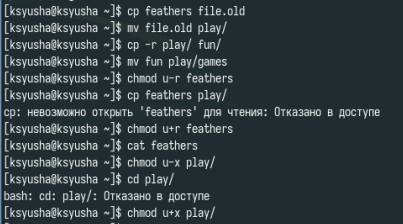 [ksyusha@ksyusha ~]$ cp feathers file.old
[ksyusha@ksyusha ~]$ mv file.old play/
[ksyusha@ksyusha ~]$ cp -r play/ fun/
[ksyusha@ksyusha ~]$ mv fun play/games
[ksyusha@ksyusha ~]$ chmod u-r feathers
[ksyusha@ksyusha ~]$ cp feathers play/
cp: невозможно открыть 'feathers' для чтения: Отказано в доступе
[ksyusha@ksyusha ~]$ chmod u+r feathers
[ksyusha@ksyusha ~]$ cat feathers
[ksyusha@ksyusha ~]$ chmod u-x play/
[ksyusha@ksyusha ~]$ cd play/
bash: cd: play/: Отказано в доступе
[ksyusha@ksyusha ~]$ chmod u+x play/